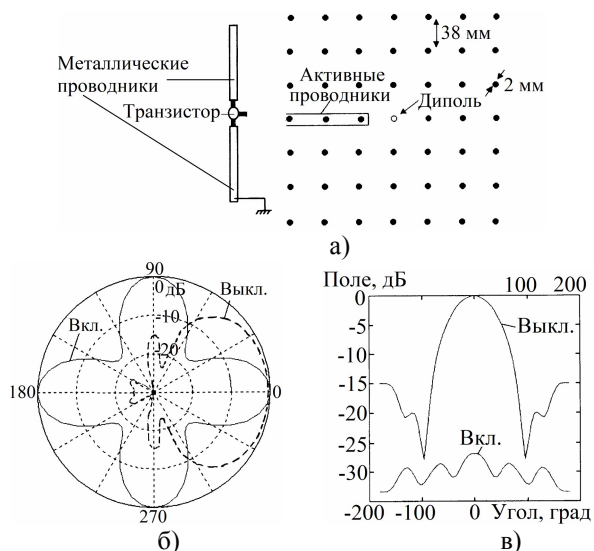 Металлические
проводники
Транзистор
38 мм
Активные
проводники
Диполь
2 мм
а)
90
0 дБ
-10
-20
Вкл.
Выкл.
180
0
270
б)
Поле, дБ
100 200
0
-5
-10
-15
-20
-25
-30
Выкл.
Вкл.
-200 -100 0 Угол, град
в)